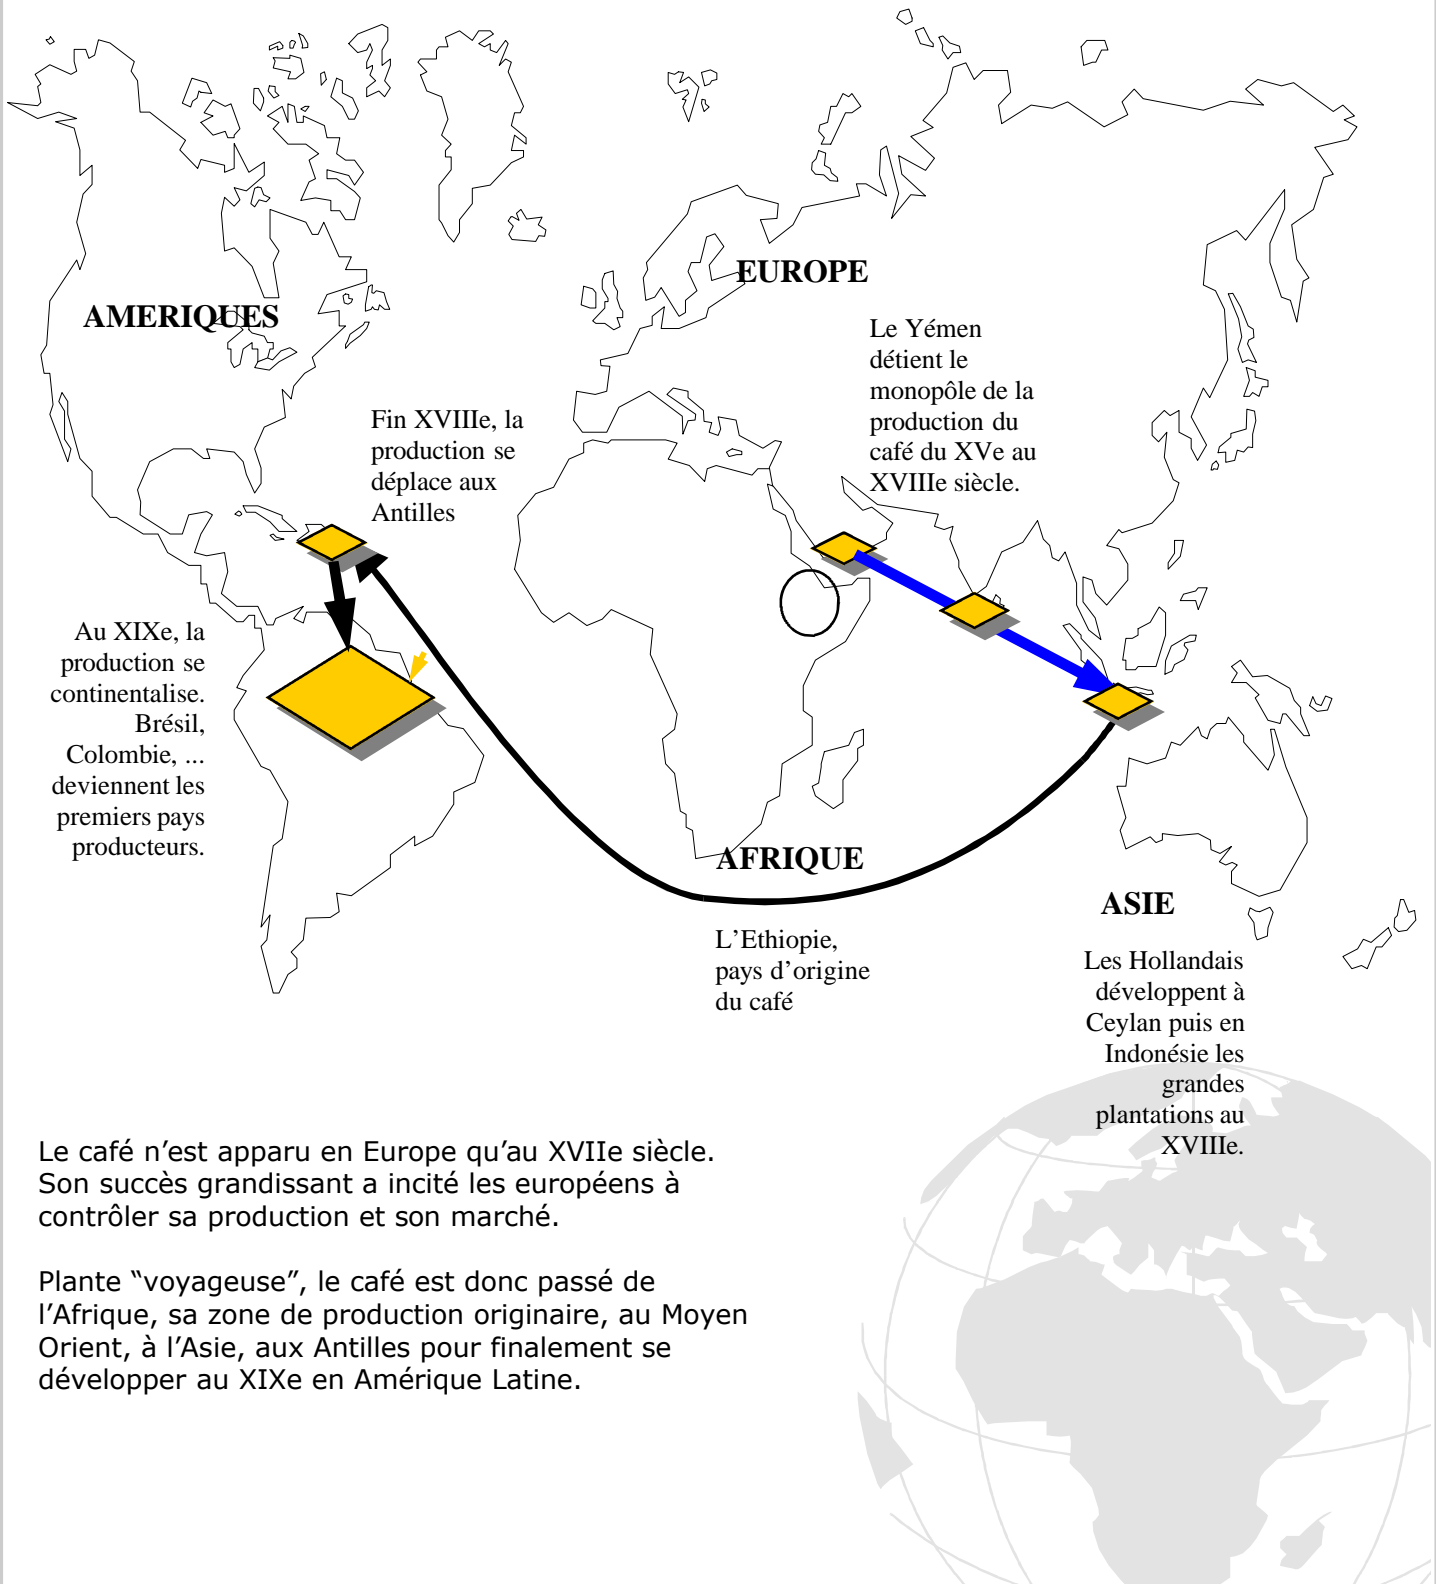 EUROPE
AMERIQUES
Le Yémen
détient le
monopôle de la
production du
café du XVe au
XVIIIe siècle.
Fin XVIIIe, la
production se
déplace aux
Antilles
Au XIXe, la
production se
continentalise.
Brésil,
Colombie, ...
deviennent les
premiers pays
producteurs.
AFRIQUE
L’Ethiopie,
pays d’origine
du café
ASIE
Les Hollandais
développent à
Ceylan puis en
Indonésie les
grandes
plantations au
XVIIIe.
Le café n’est apparu en Europe qu’au XVIIe siècle.
Son succès grandissant a incité les européens à
contrôler sa production et son marché.
Plante “voyageuse”, le café est donc passé de
l’Afrique, sa zone de production originaire, au Moyen
Orient, à l’Asie, aux Antilles pour finalement se
développer au XIXe en Amérique Latine.